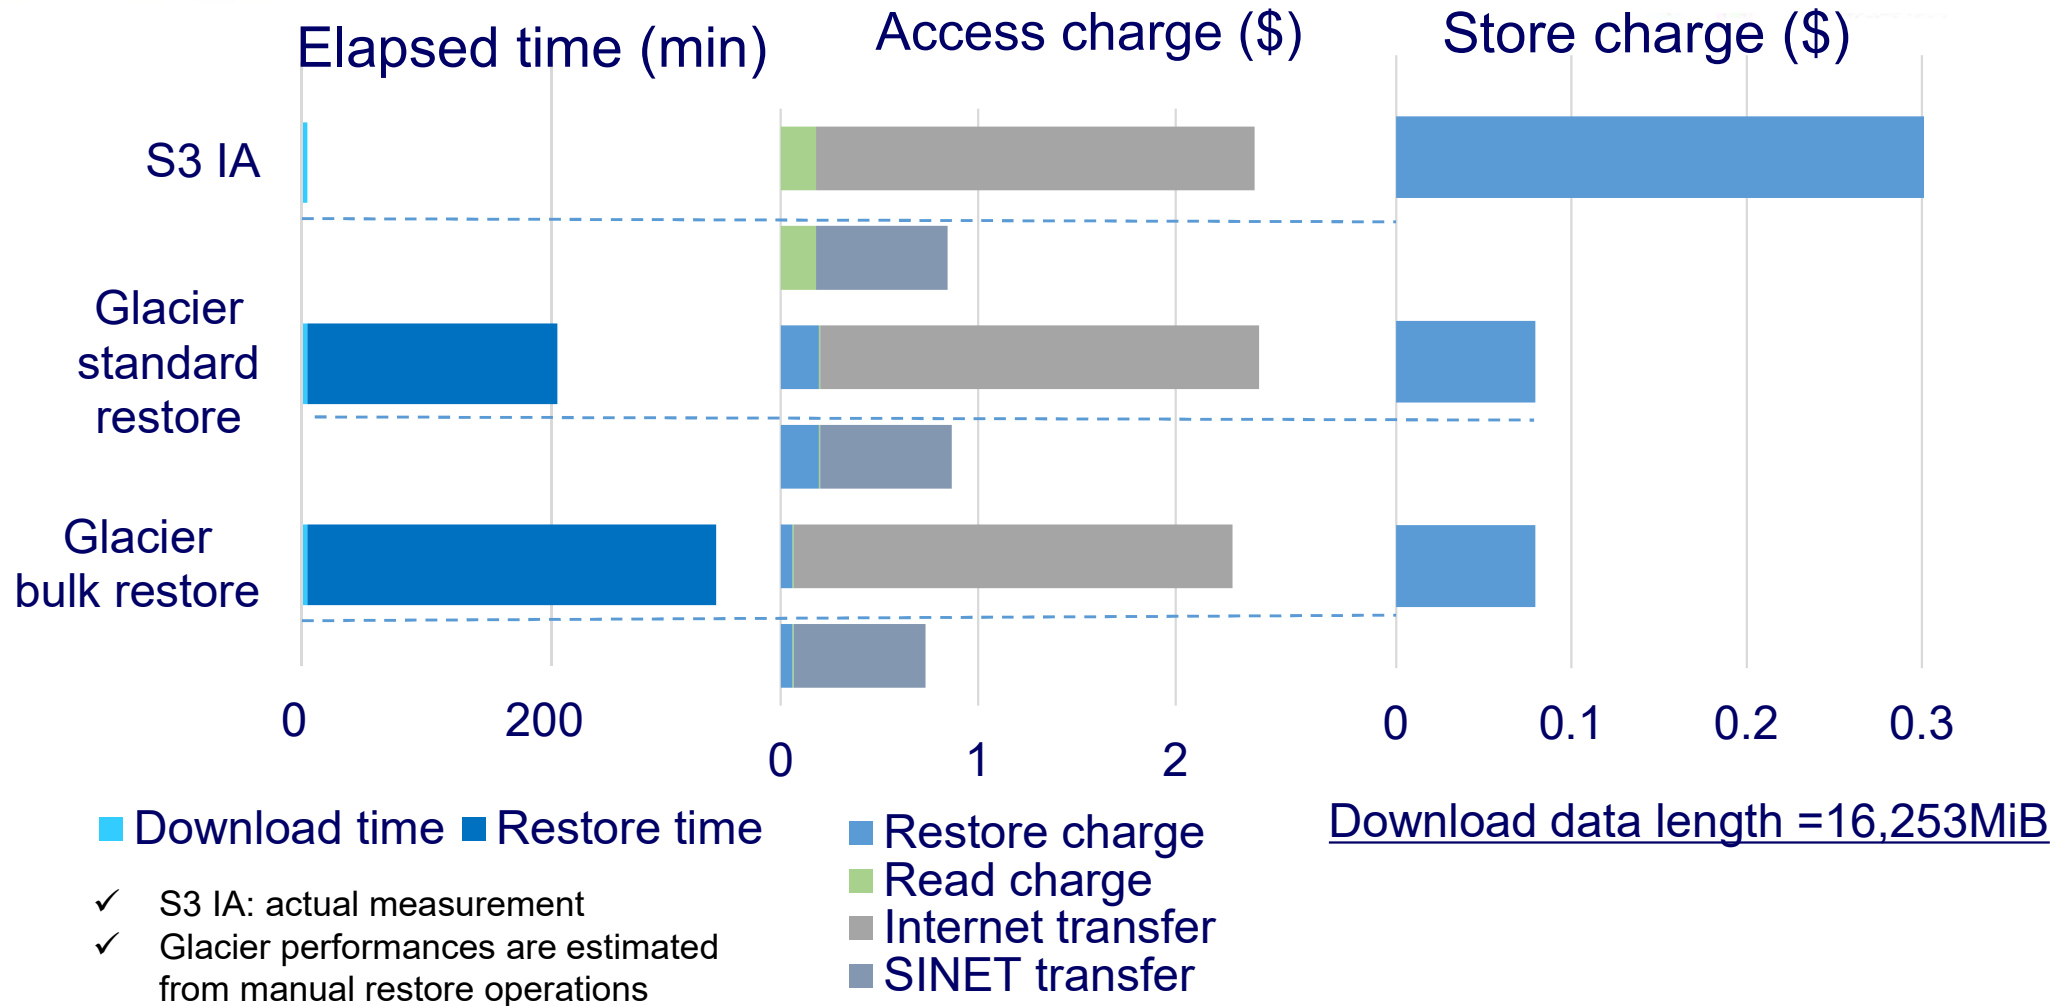 Elapsed time (min)
Access charge ($)
Store charge ($)
S3 IA
Glacier
standard
restore
Glacier
bulk restore
0
200
0
1
2
0
0.1
0.2
0.3
Download time
Restore time
Restore charge
Read charge
Internet transfer
SINET transfer
Download data length =16,253MiB
✓ S3 IA: actual measurement
✓ Glacier performances are estimated
from manual restore operations